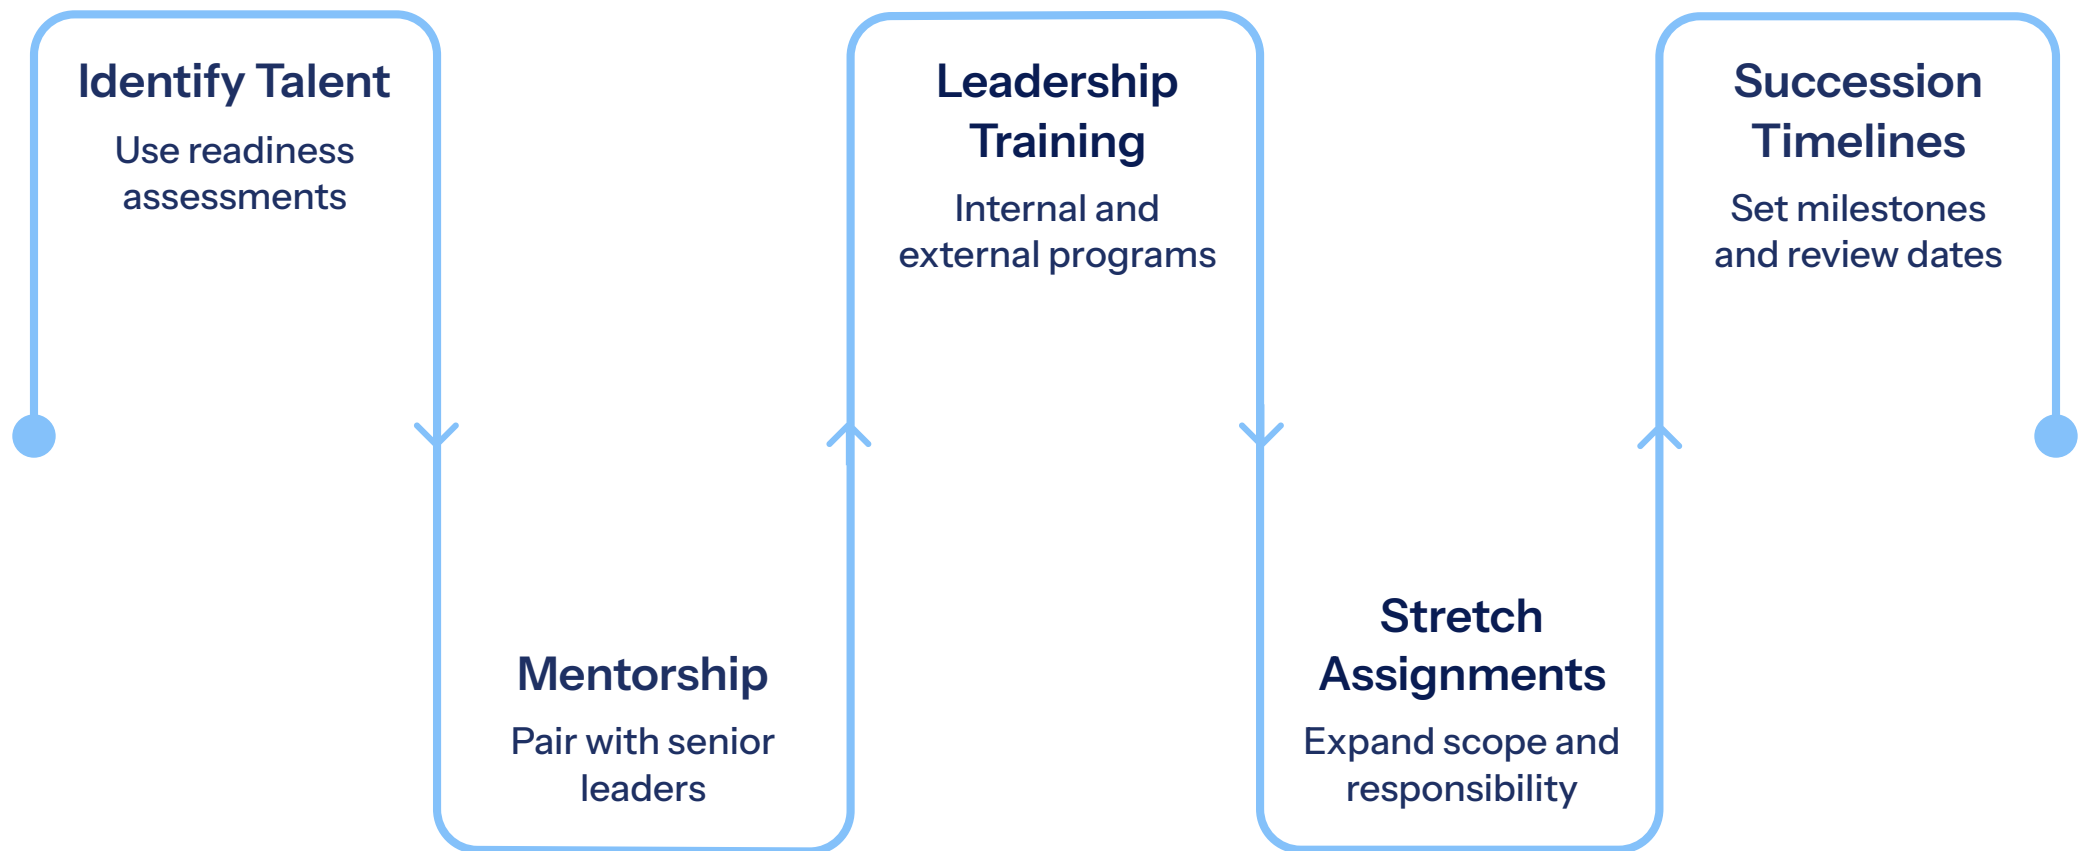 Identify Talent
Use readiness
assessments
Mentorship
Pair with senior
leaders
Leadership
Training
Internal and
external programs
Stretch
Assignments
Expand scope and
responsibility
Succession
Timelines
Set milestones
and review dates